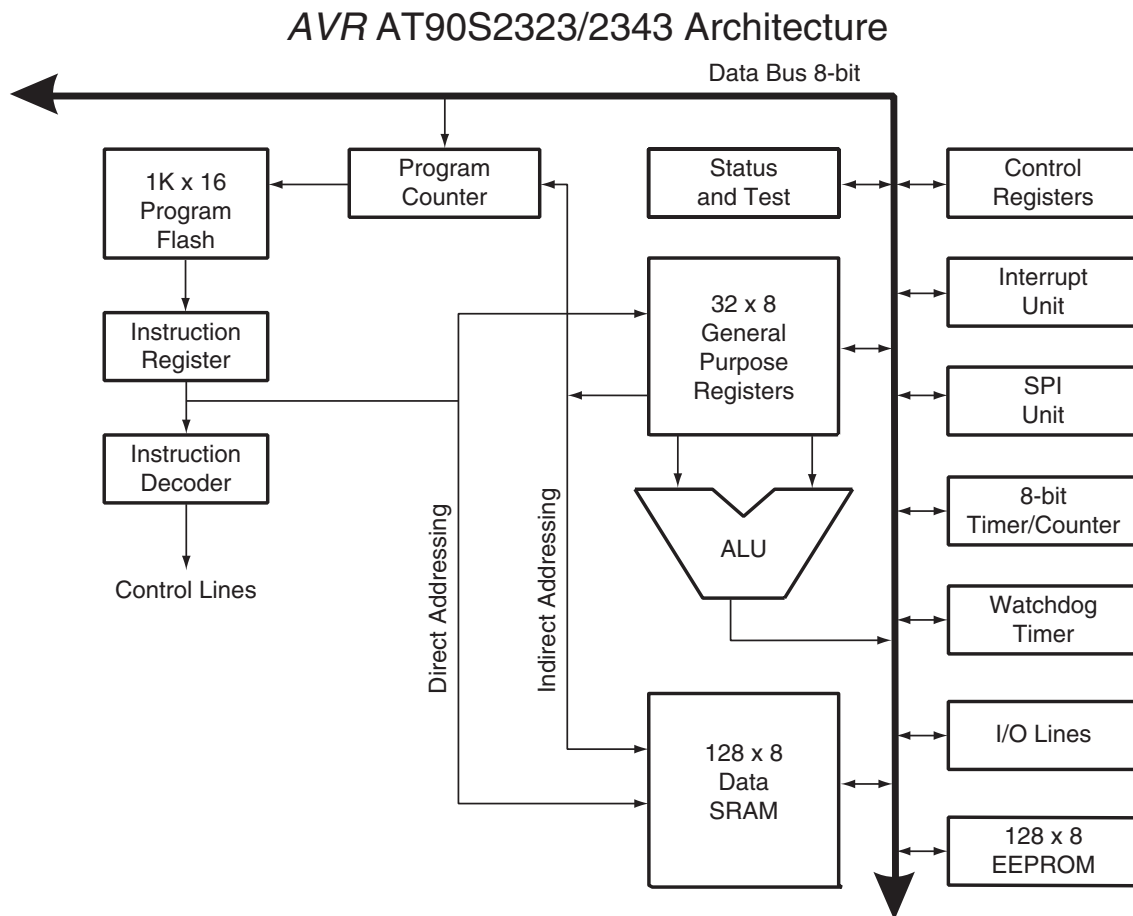 AVR AT90S2323/2343 Architecture
Data Bus 8-bit
1K x 16
Program
Flash
Program
Counter
Status
and Test
Control
Registers
Instruction
Register
32 x 8
General
Purpose
Registers
Interrupt
Unit
SPI
Unit
Instruction
Decoder
Control Lines
Direct Addressing
Indirect Addressing
ALU
8-bit
Timer/Counter
Watchdog
Timer
128 x 8
Data
SRAM
I/O Lines
128 x 8
EEPROM